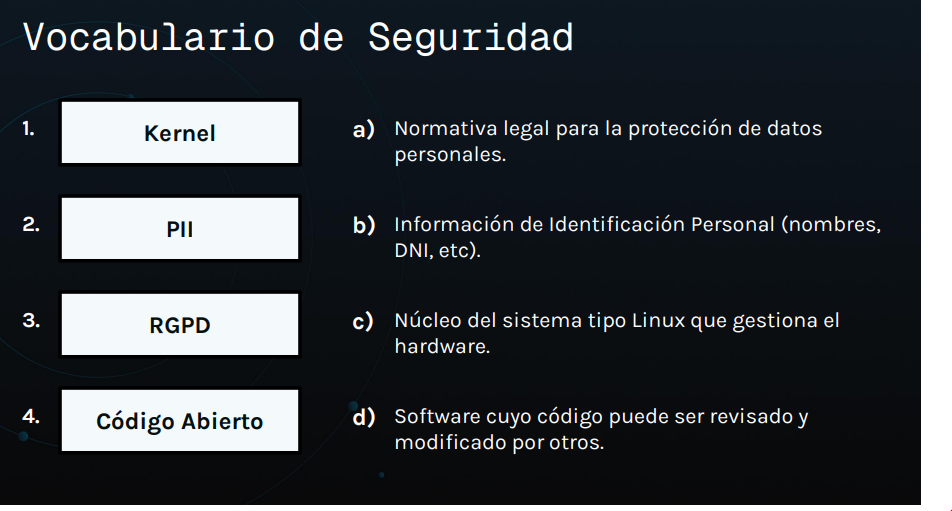 Vocabulario de Seguridad
1. Kernel
a) Normativa legal para la protección de datos
personales.
2. PII
b) Información de Identificación Personal (nombres,
DNI, etc).
3. RGPD
c) Núcleo del sistema tipo Linux que gestiona el
hardware.
4. Código Abierto
d) Software cuyo código puede ser revisado y
modificado por otros.